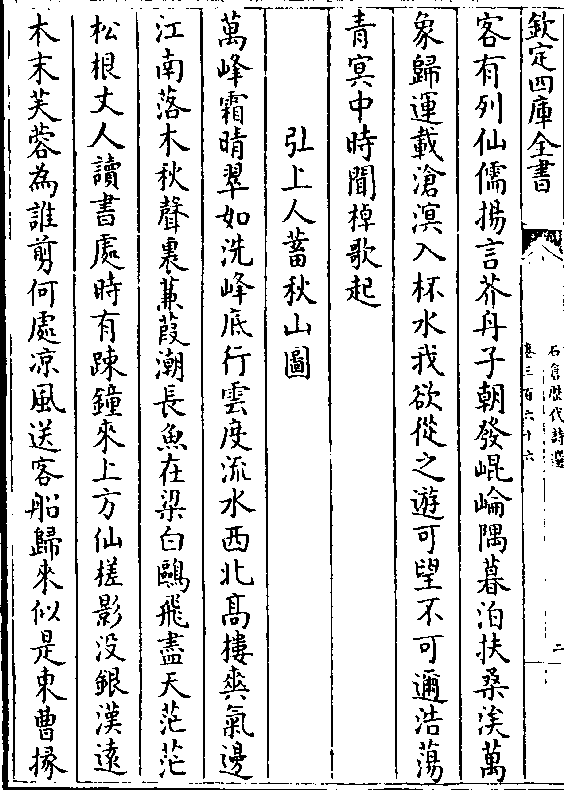 欽定四庫全書
石倉歷代詩選
卷三百六十六
二
客有列仙儒揚言芥舟子朝發崐崘隅暮泊扶桑涘萬
象歸運載滄溟入杯水我欲從之遊可望不可邇浩蕩
青冥中時聞棹歌起
弘上人蓄秋山圖
萬峰霜晴翠如洗峰底行雲度流水西北髙樓爽氣邊
江南落木秋聲裏蒹葭潮長魚在梁白鷗飛盡天茫茫
松根丈人讀書處時有踈鐘來上方仙槎影没銀漢遠
木末芙蓉為誰剪何處凉風送客船歸來似是東曹掾